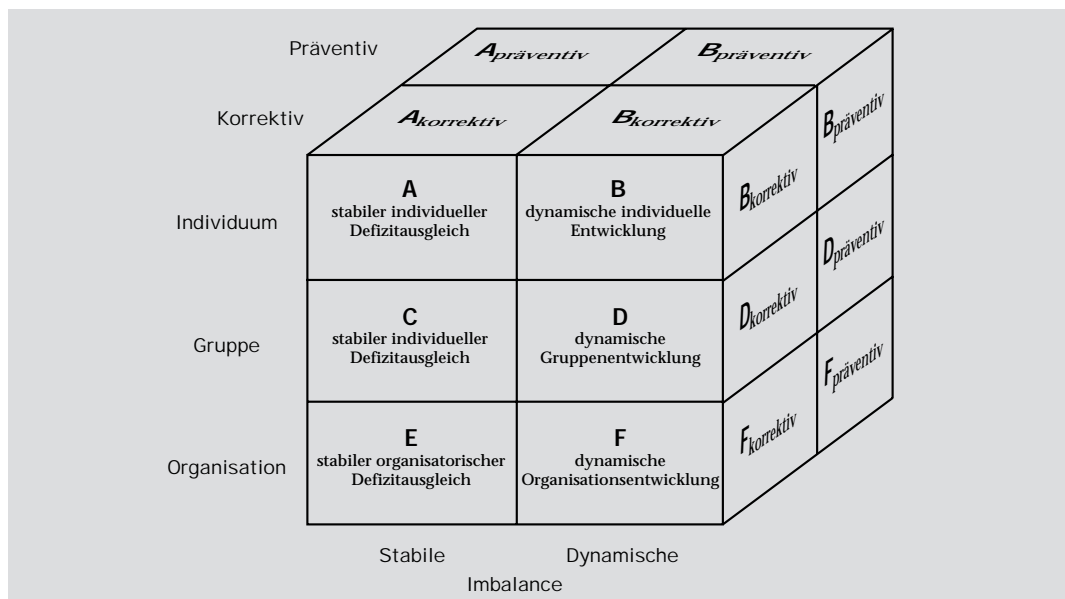 Präventiv
Apräventiv
Bpräventiv
Korrektiv
Akorrektiv
Bkorrektiv
Bpräventiv
Bkorrektiv
Individuum
A
stabiler individueller
Defizitausgleich
B
dynamische individuelle
Entwicklung
Dpräventiv
Dkorrektiv
Gruppe
C
stabiler individueller
Defizitausgleich
D
dynamische
Gruppenentwicklung
Fpräventiv
Fkorrektiv
Organisation
E
stabiler organisatorischer
Defizitausgleich
F
dynamische
Organisationsentwicklung
Stabile
Dynamische
Imbalance